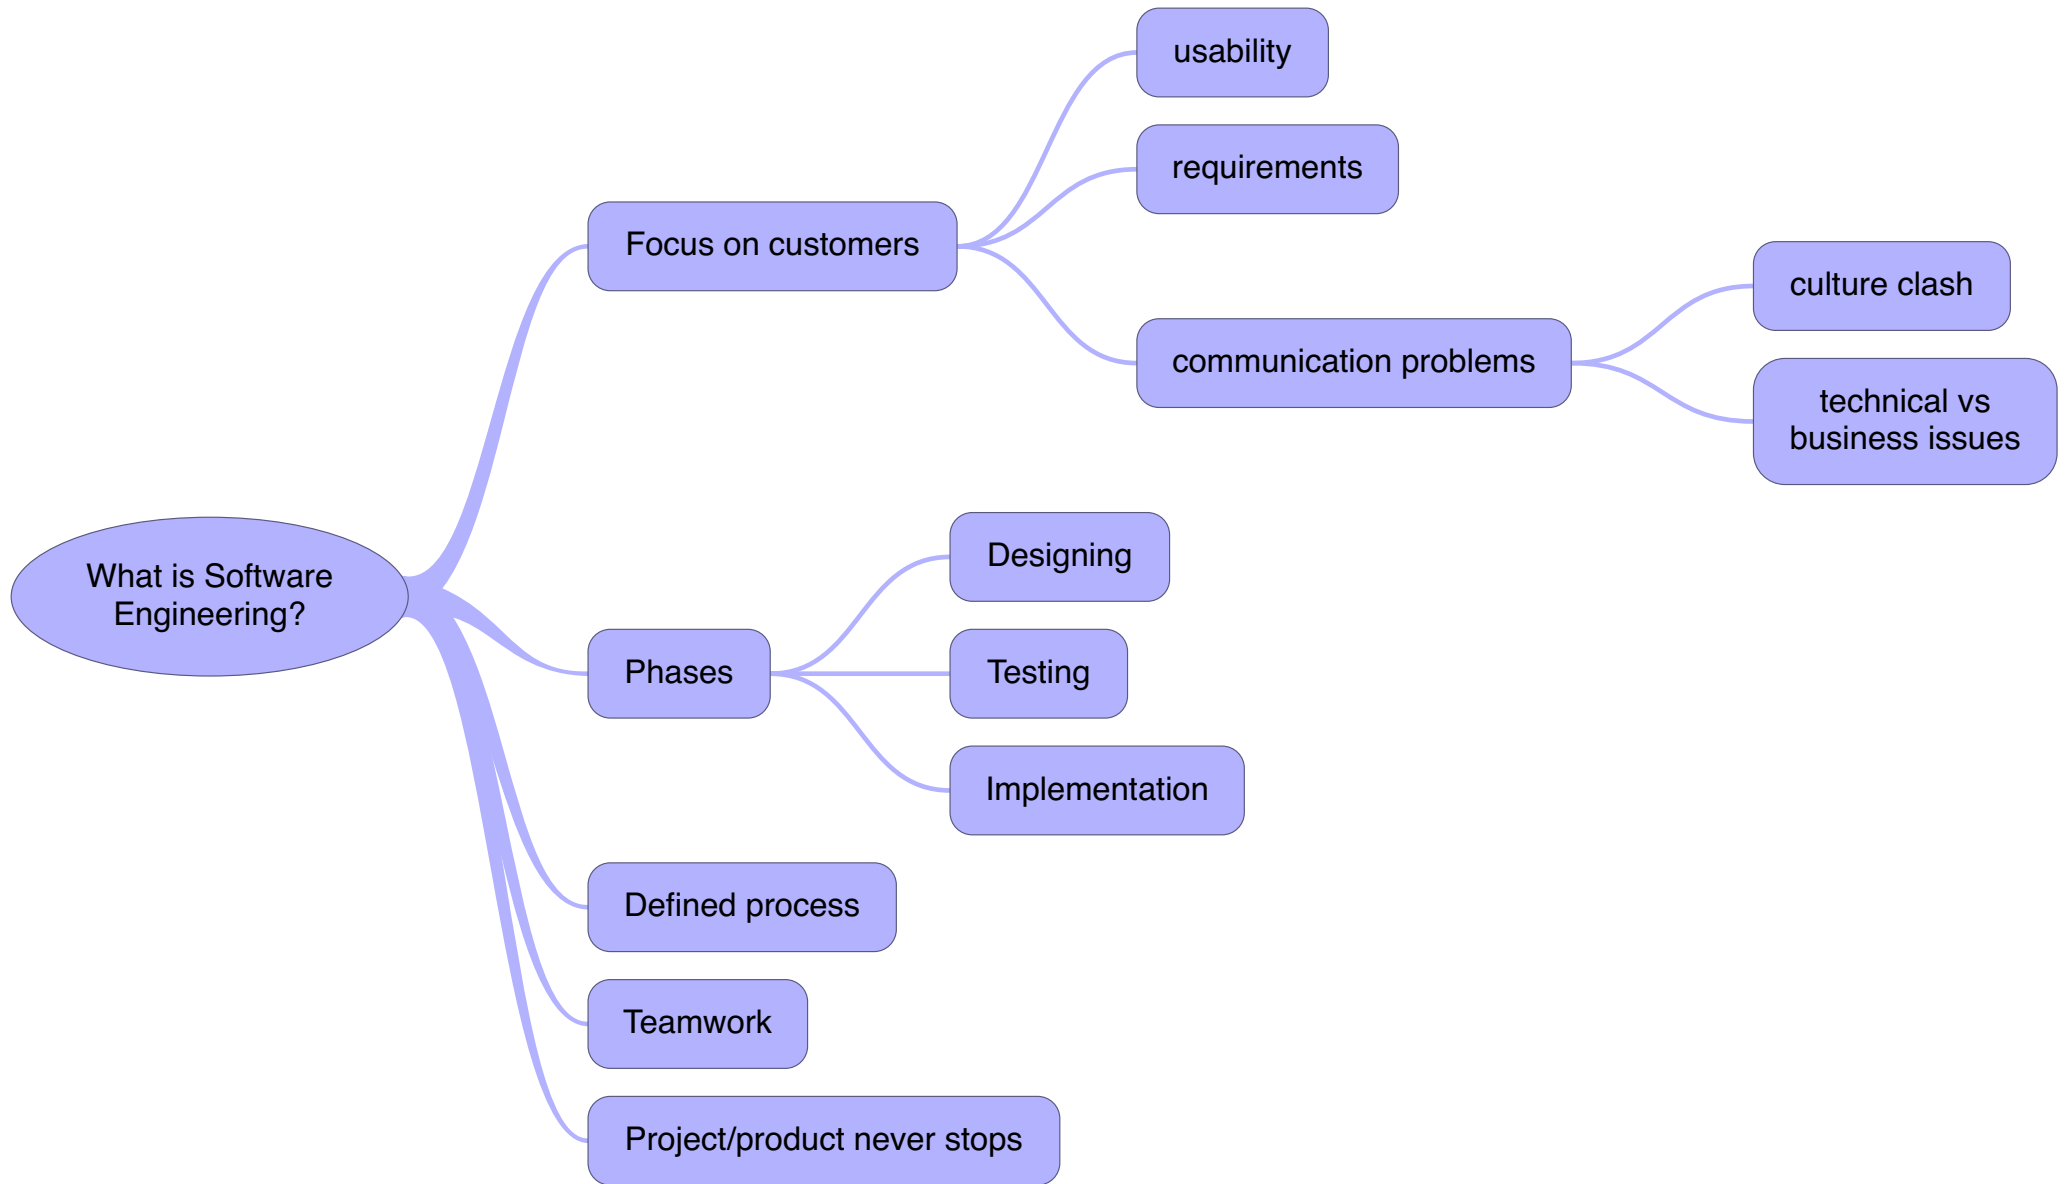 What is Software
Engineering?
Focus on customers
usability
requirements
communication problems
culture clash
technical vs
business issues
Phases
Designing
Testing
Implementation
Defined process
Teamwork
Project/product never stops